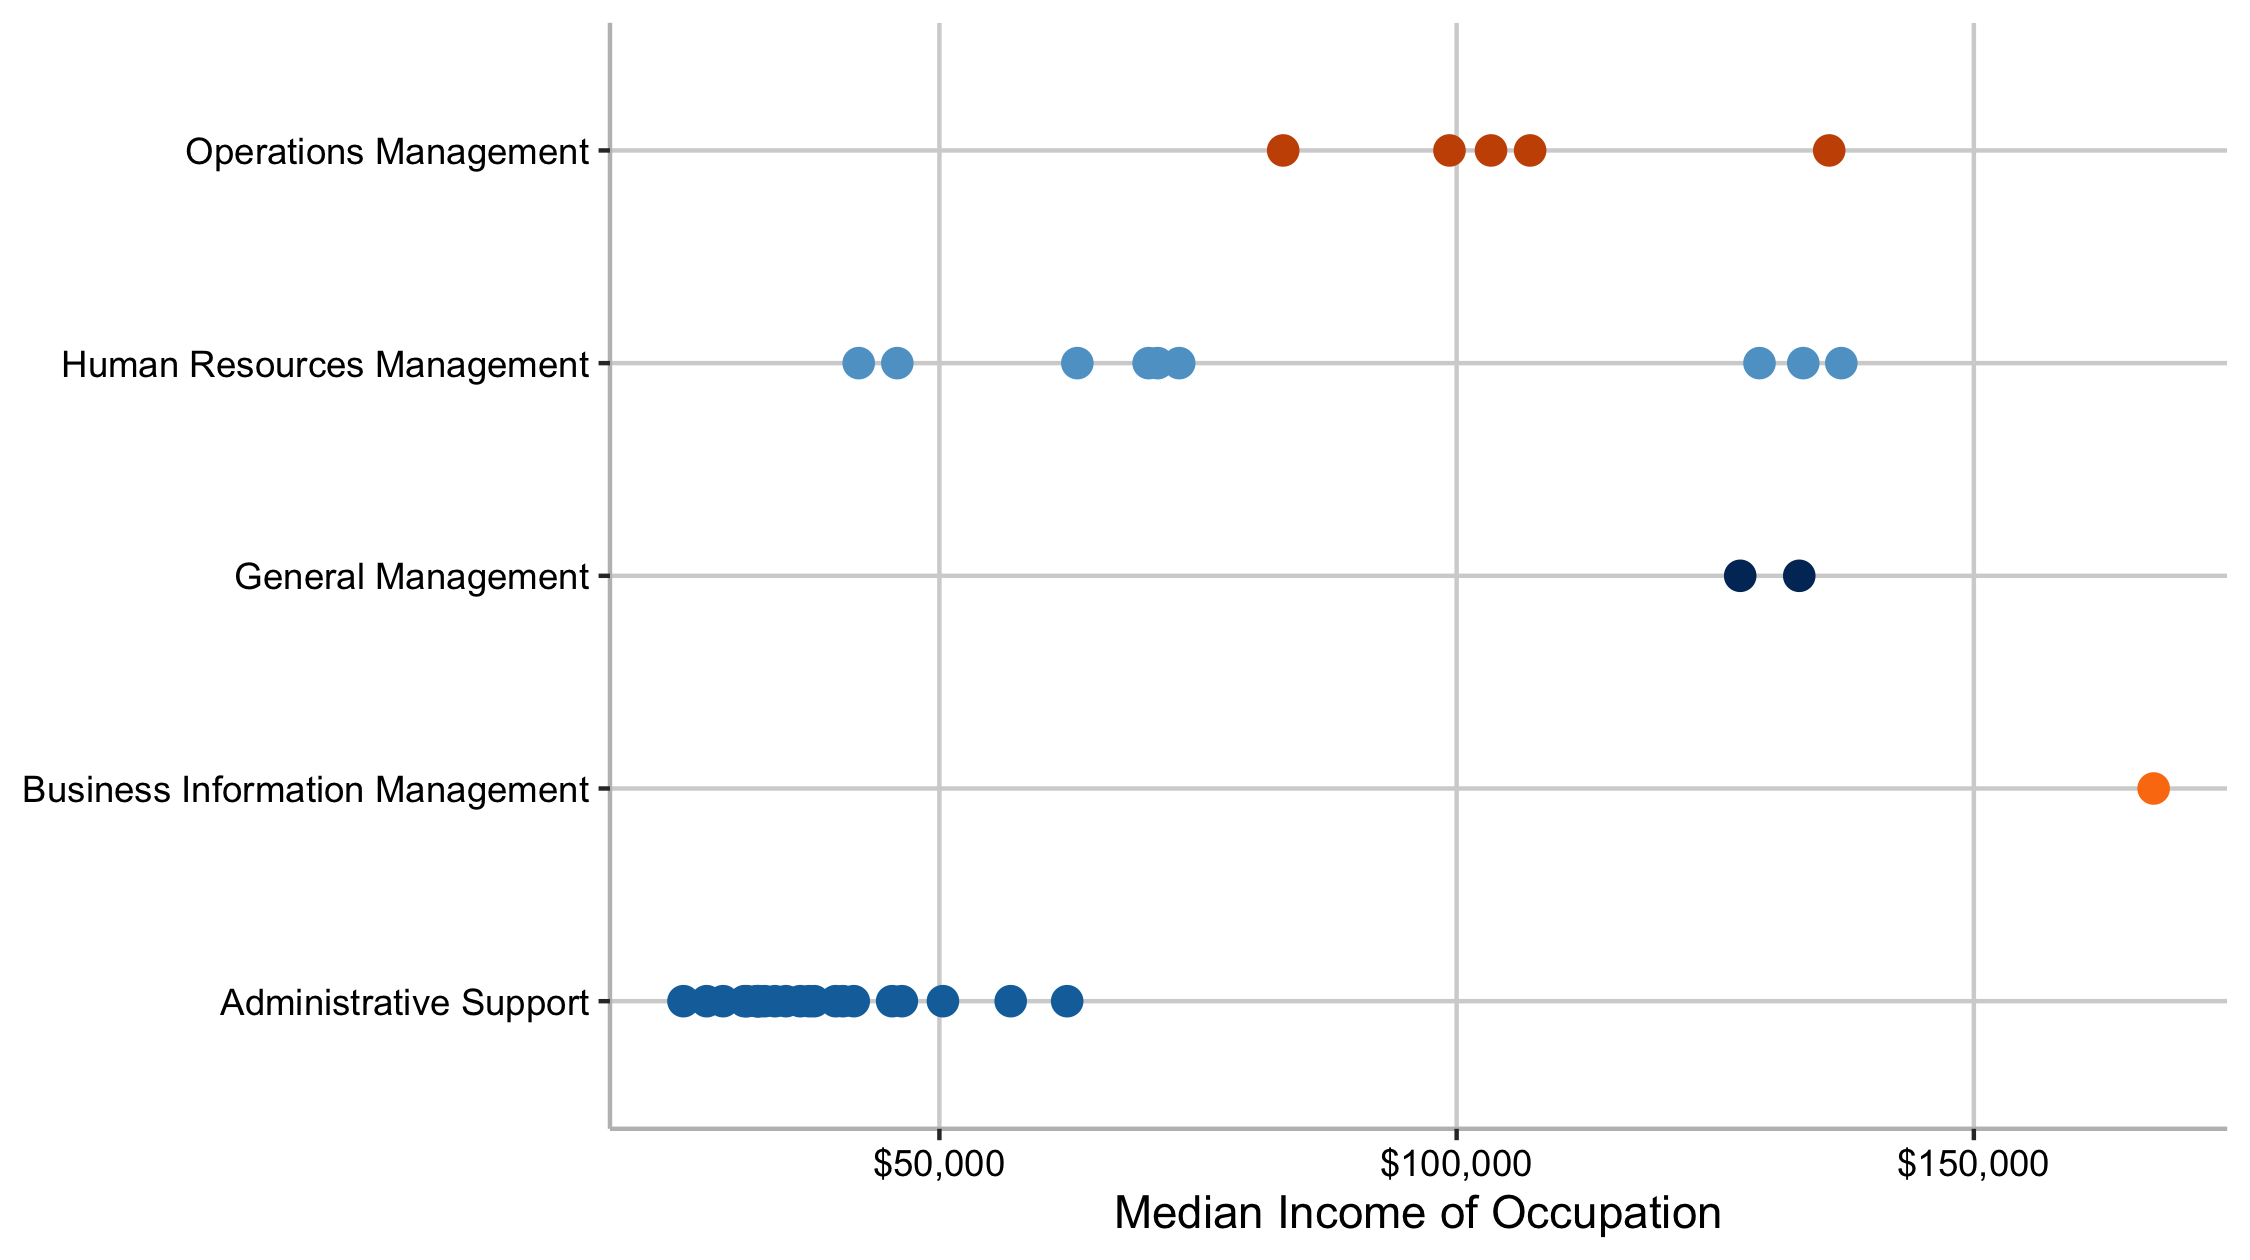 Operations Management
Human Resources Management
General Management
Business Information Management
Administrative Support
$50,000 $100,000 $150,000
Median Income of Occupation